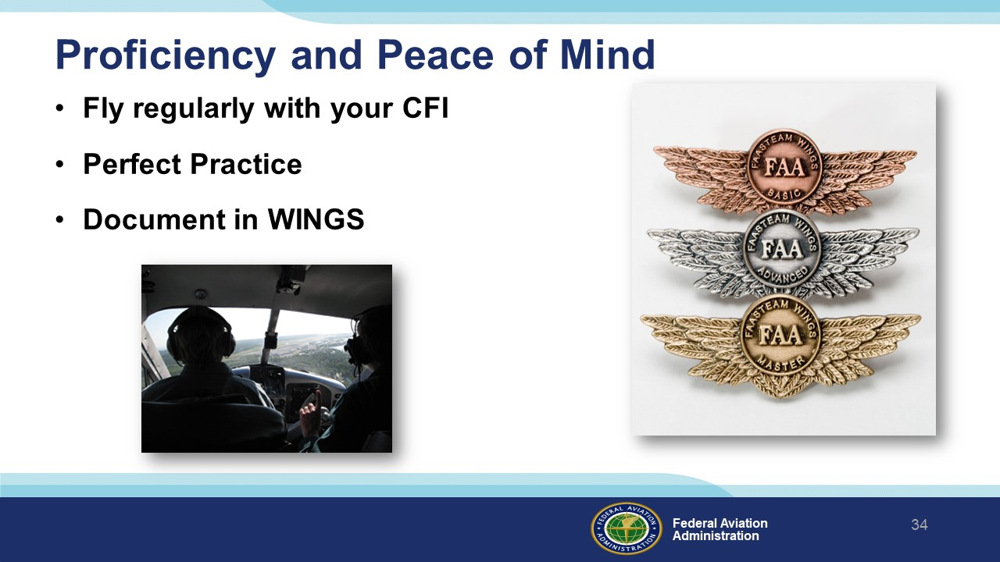 Proficiency and Peace of Mind
• Fly regularly with your CFI
• Perfect Practice
• Document in WINGS
FAASTEAM WINGS
FAA
BASIC
FAASTEAM WINGS
FAA
ADVANCED
FAASTEAM WINGS
FAA
MASTER
FEDERAL AVIATION
ADMINISTRATION
Federal Aviation
Administration
34